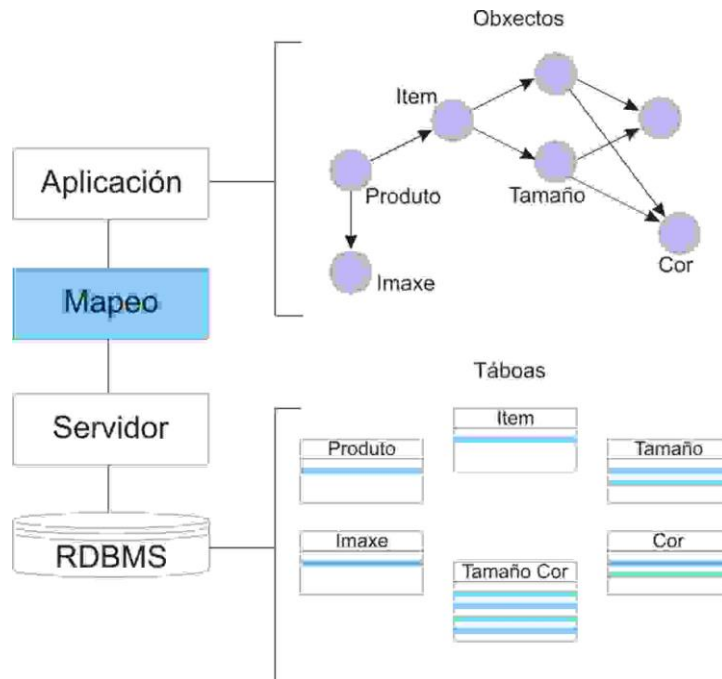 Obxectos
Item
Aplicación
Produto
Tamaño
Cor
Imaxe
Mapeo
Táboas
Servidor
Item
Produto
Tamaño
RDBMS
Imaxe
Cor
Tamaño Cor